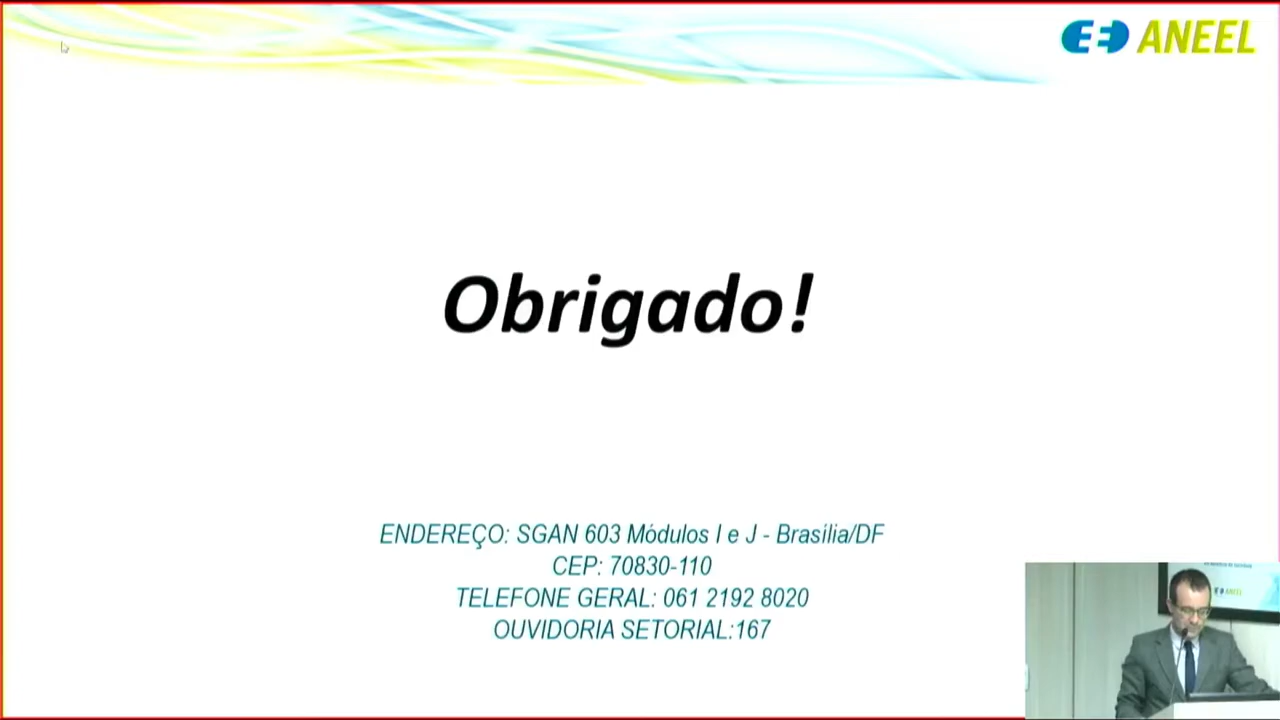 ANEEL
Obrigado!
ENDEREÇO: SGAN 603 Módulos I e J - Brasília/DF
CEP: 70830-110
TELEFONE GERAL: 061 2192 8020
OUVIDORIA SETORIAL:167
ANEEL